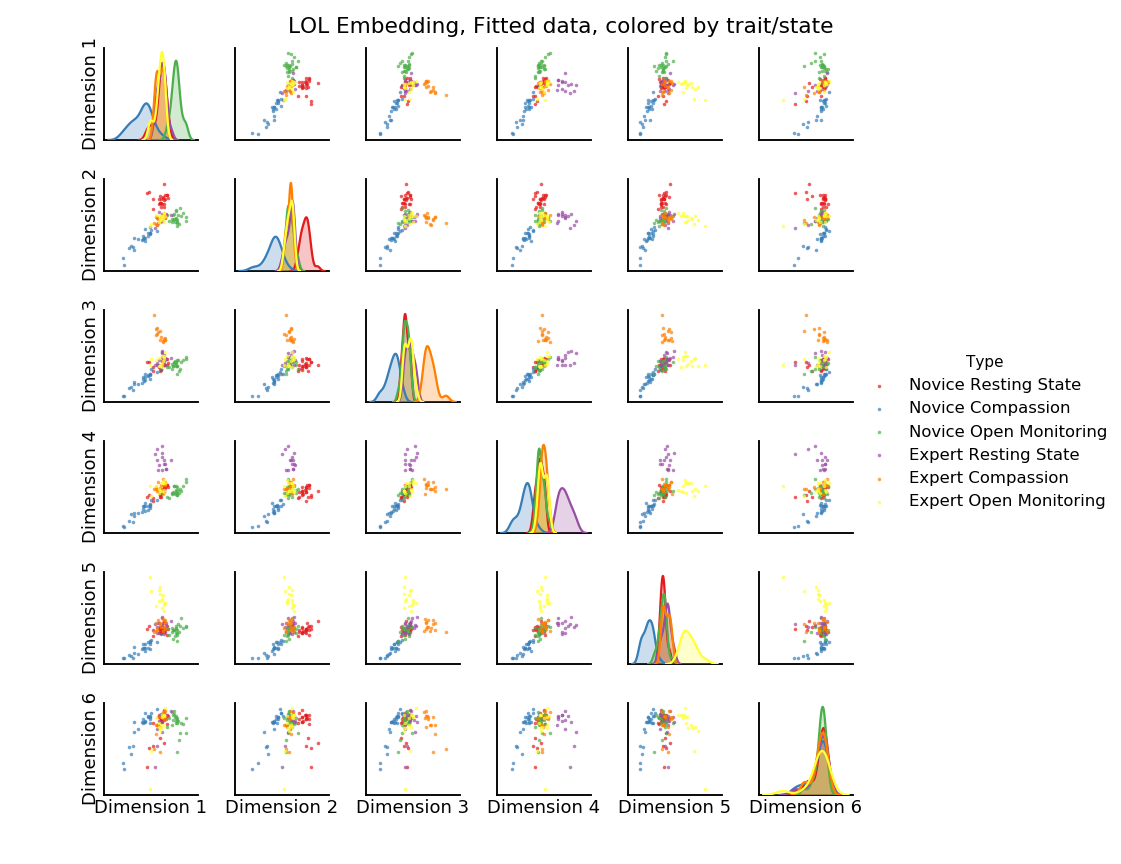 LOL Embedding, Fitted data, colored by trait/state
Dimension 1
Dimension 2
Dimension 3
Dimension 4
Dimension 5
Dimension 6
Dimension 1
Dimension 2
Dimension 3
Dimension 4
Dimension 5
Dimension 6
Type
Novice Resting State
Novice Compassion
Novice Open Monitoring
Expert Resting State
Expert Compassion
Expert Open Monitoring